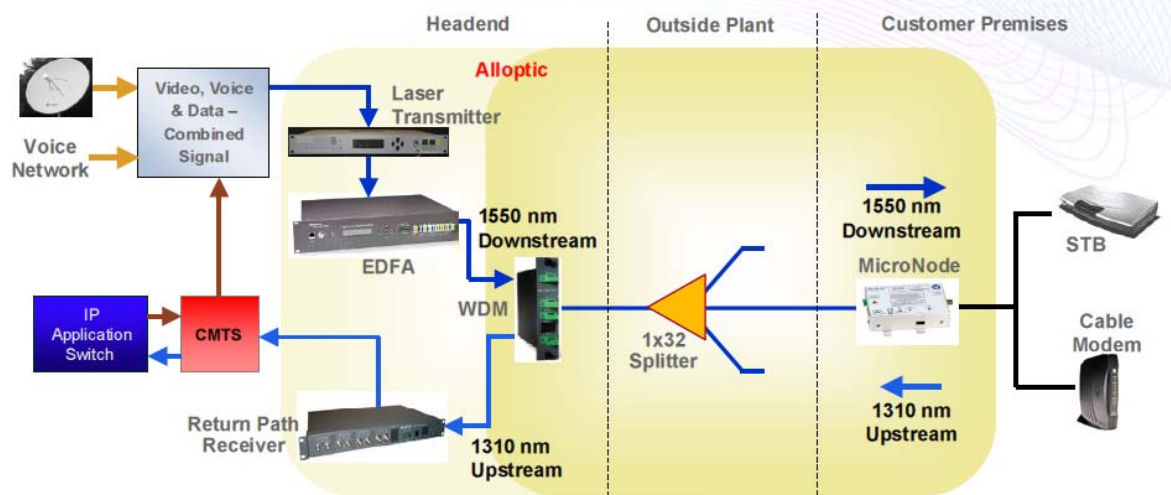 Headend
Outside Plant
Customer Premises
Alloptic
Video, Voice
& Data –
Combined
Signal
Laser
Transmitter
Voice
Network
1550 nm
Downstream
EDFA
WDM
1x32
Splitter
1550 nm
Downstream
MicroNode
STB
IP
Application
Switch
CMTS
Cable
Modem
Return Path
Receiver
1310 nm
Upstream
1310 nm
Upstream